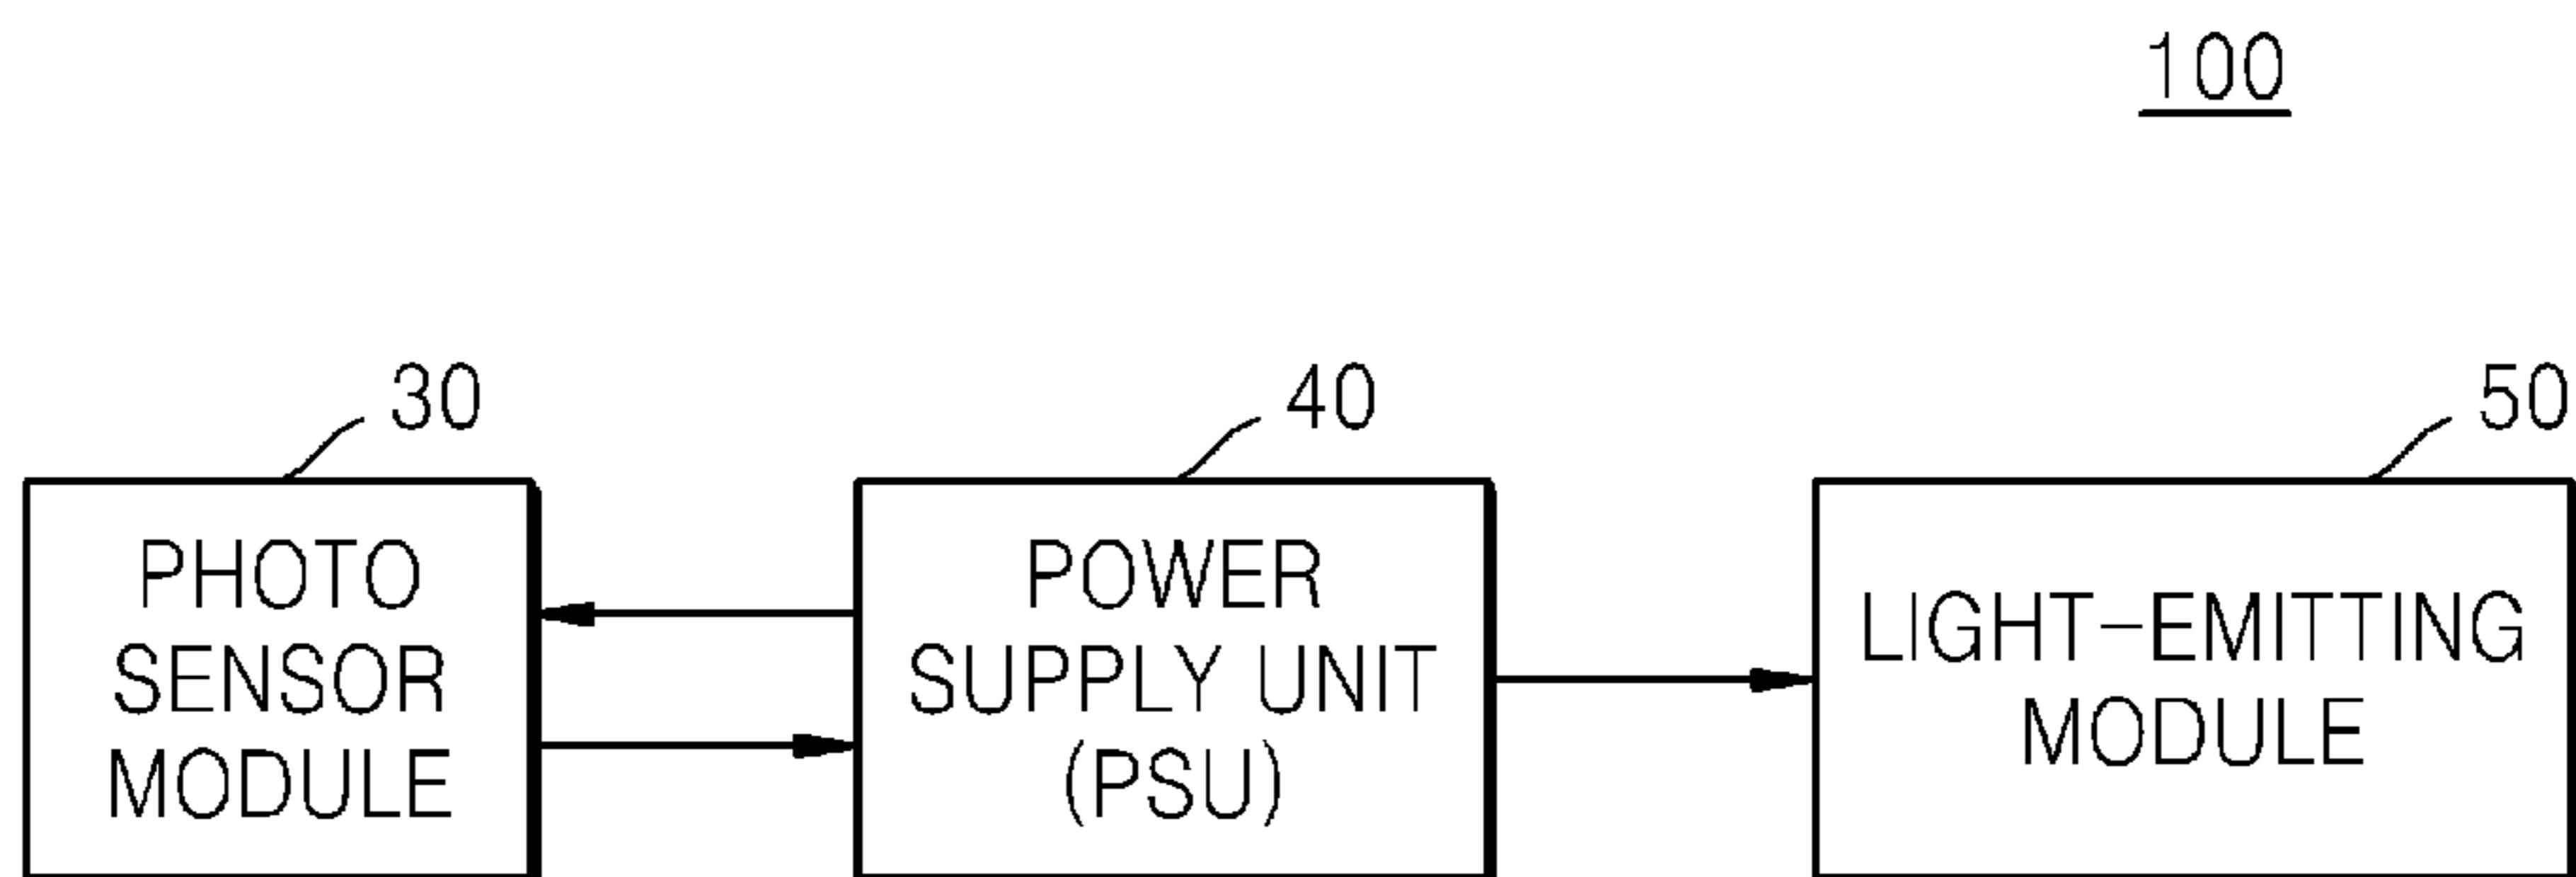 100
30
40
50
PHOTO
SENSOR
MODULE
POWER
SUPPLY UNIT
(PSU)
LIGHT-EMITTING
MODULE